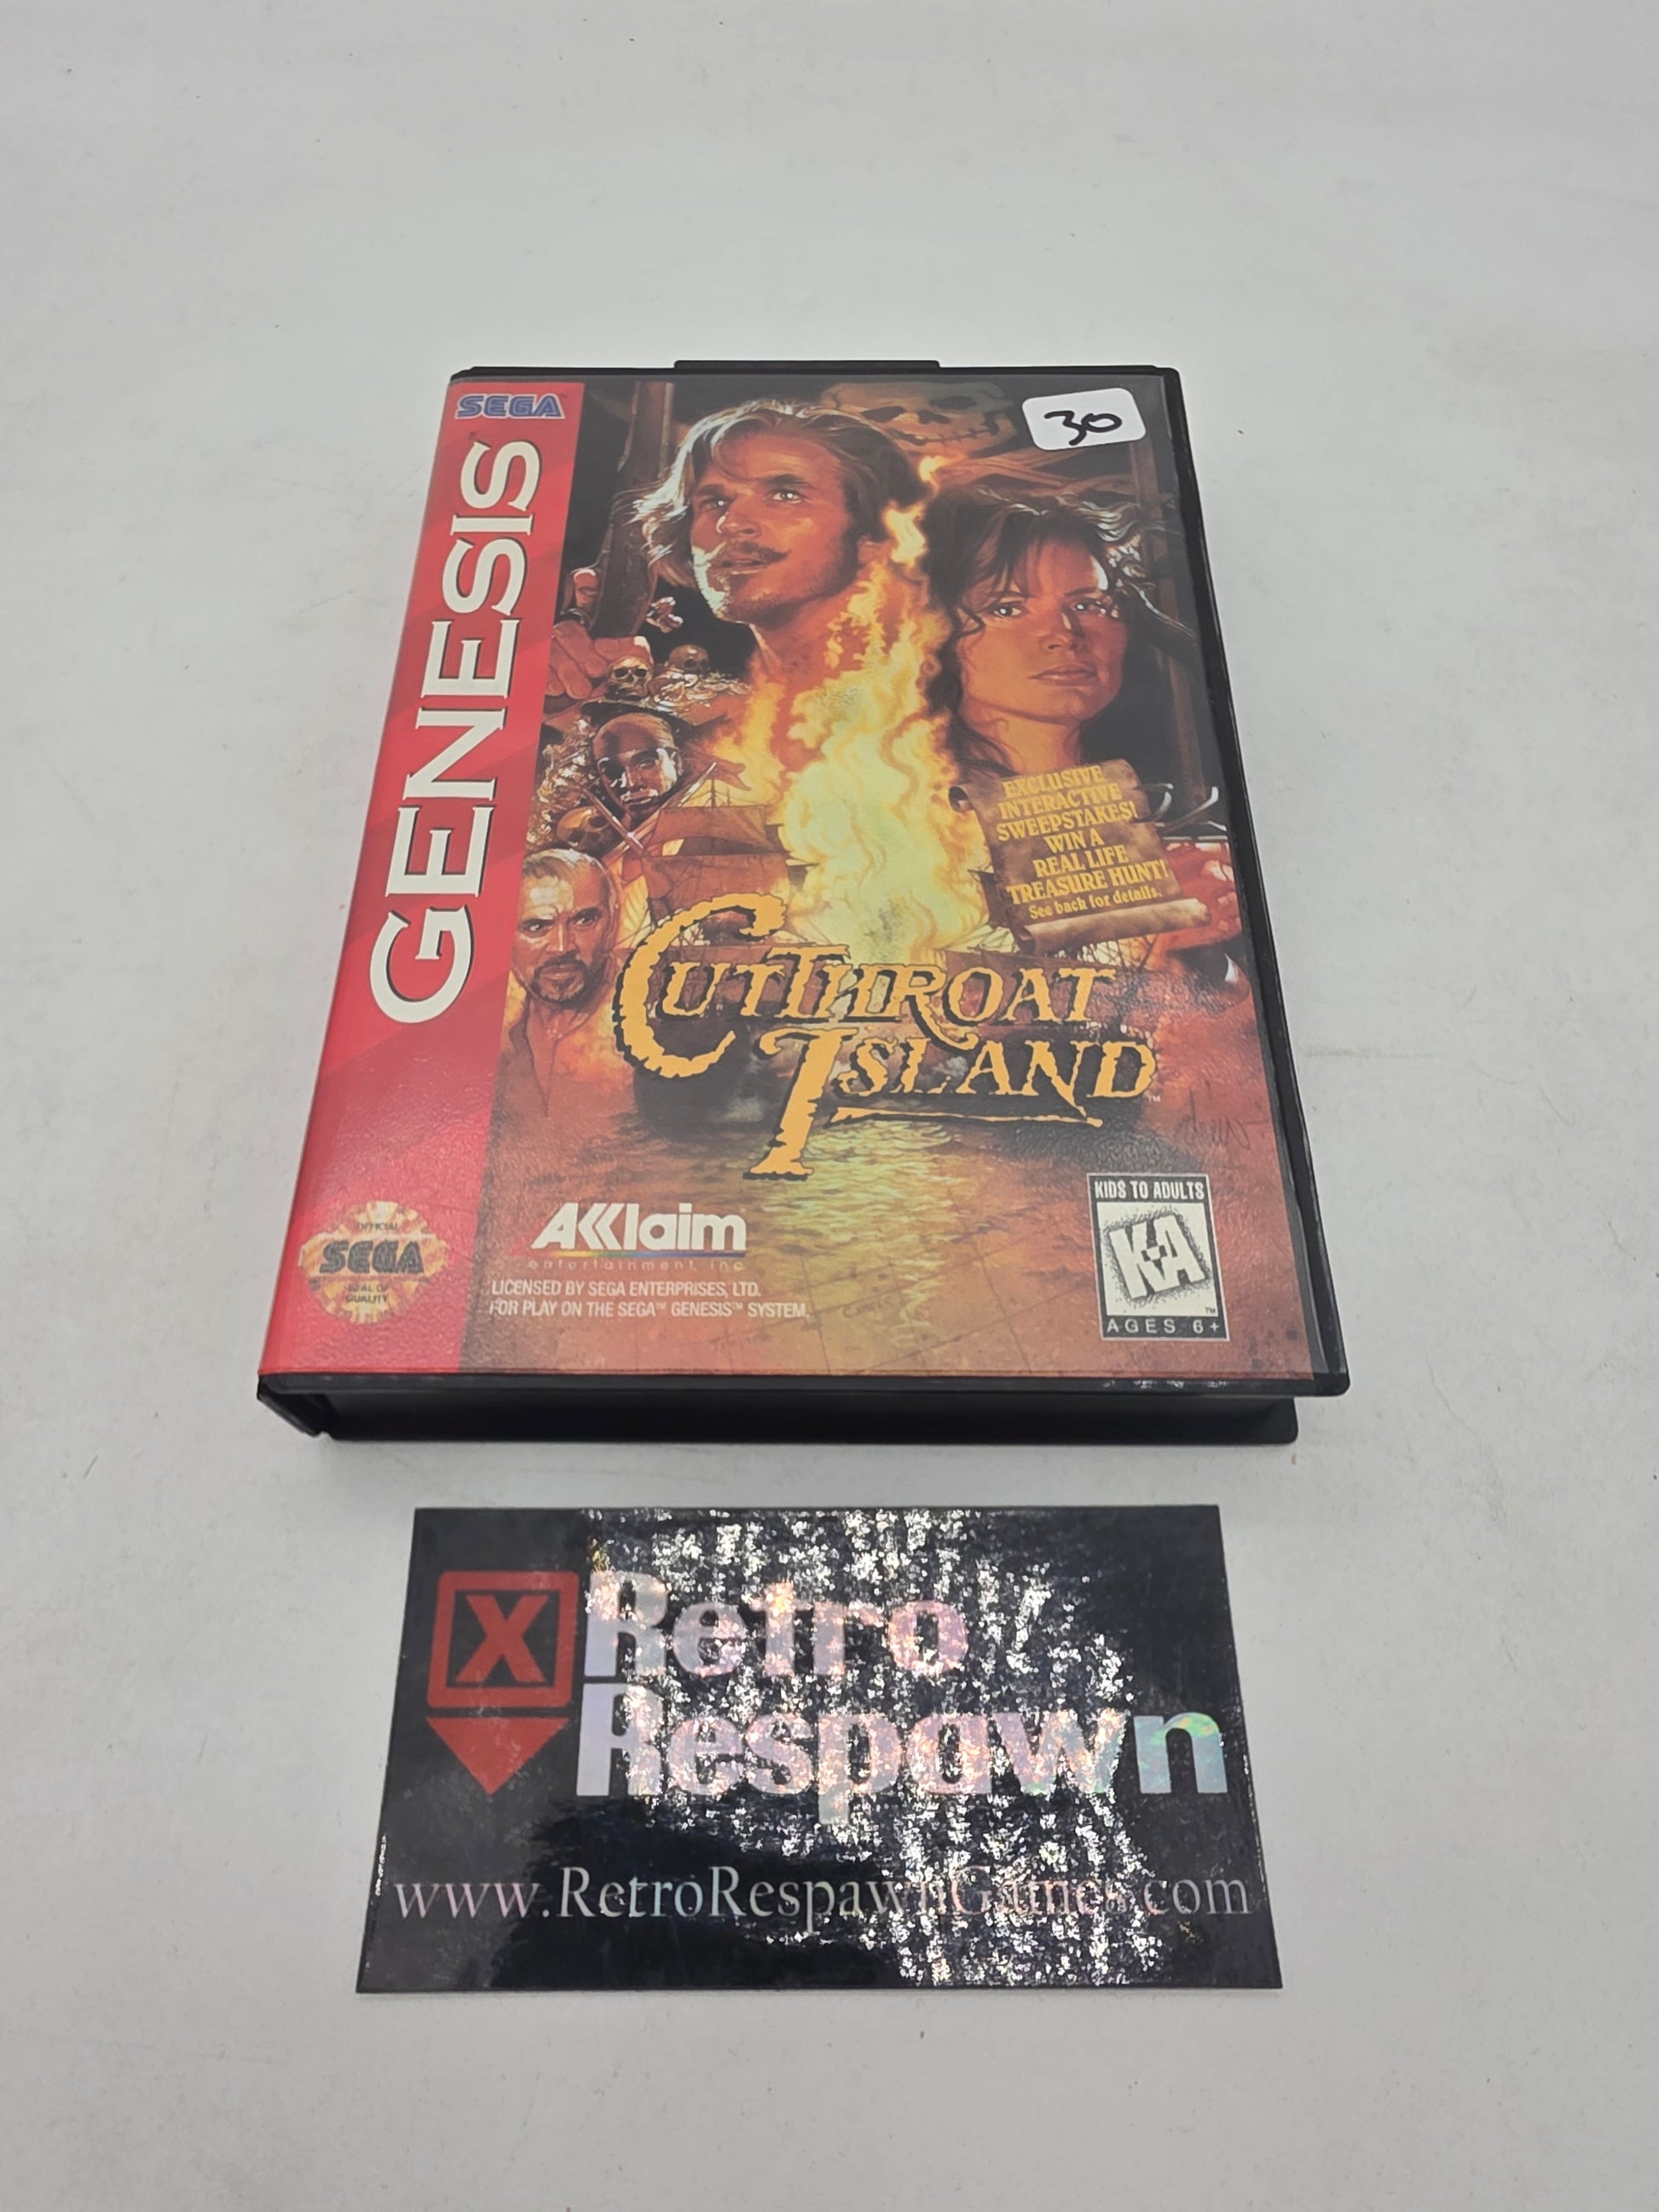 SEGA
GENESIS
30
EXCLUSIVE
INTERACTIVE
SWEEPSTAKES!
WIN A
REAL LIFE
TREASURE HUNT!
See back for details.
CUTTHROAT
ISLAND™
OFFICIAL
SEGA
SEAL OF
QUALITY
AKKlaim
entertainment, inc.
LICENSED BY SEGA ENTERPRISES, LTD.
FOR PLAY ON THE SEGA™ GENESIS™ SYSTEM.
KIDS TO ADULTS
K-A
™
AGES 6+
X
Retro
Respawn
www.RetroRespawnGames.com